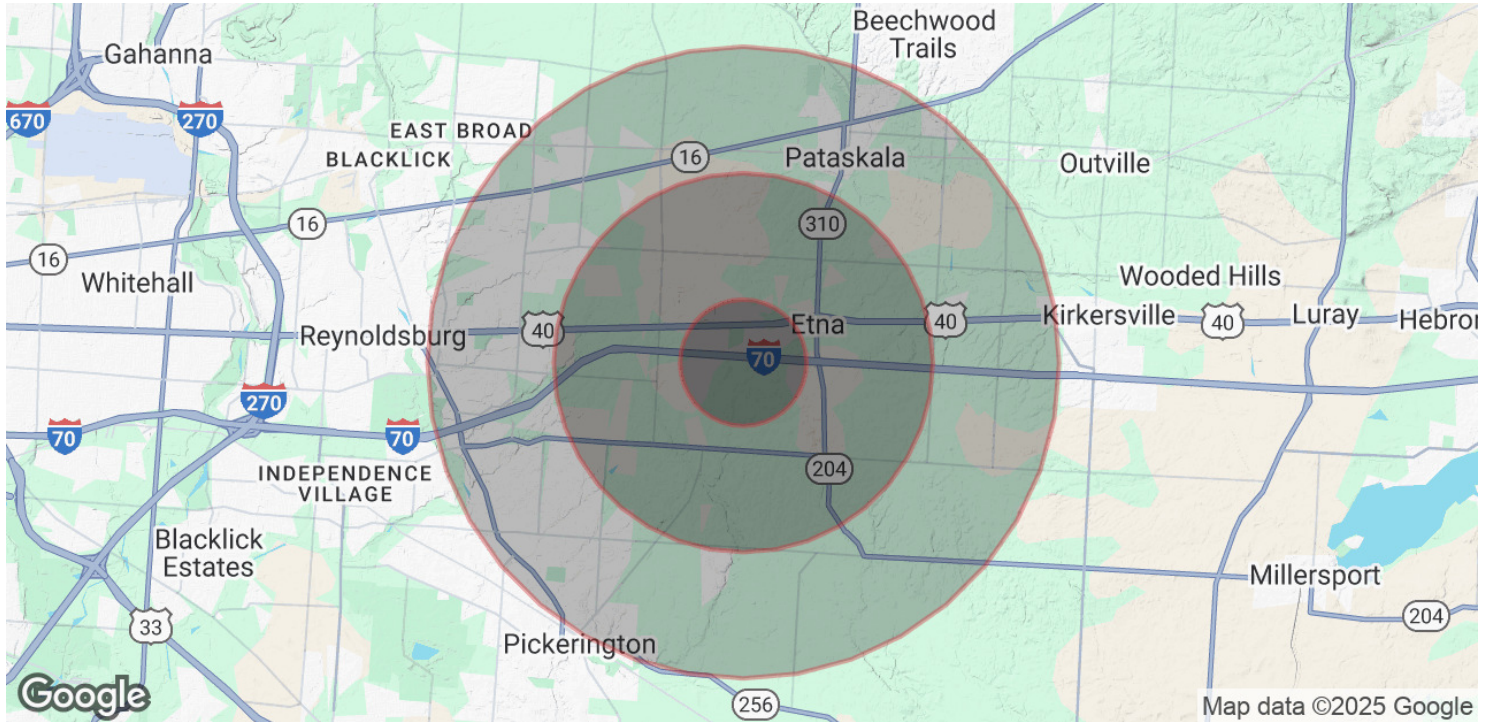 Beechwood
Trails
Gahanna
670
270
EAST BROAD
BLACKLICK
16
Pataskala
Outville
16
310
16
Whitehall
Wooded Hills
Reynoldsburg
40
Etna
40
Kirkersville
40
Luray
Hebron
70
270
70
70
204
INDEPENDENCE
VILLAGE
Blacklick
Estates
Millersport
204
33
Pickerington
256
Google
Map data ©2025 Google